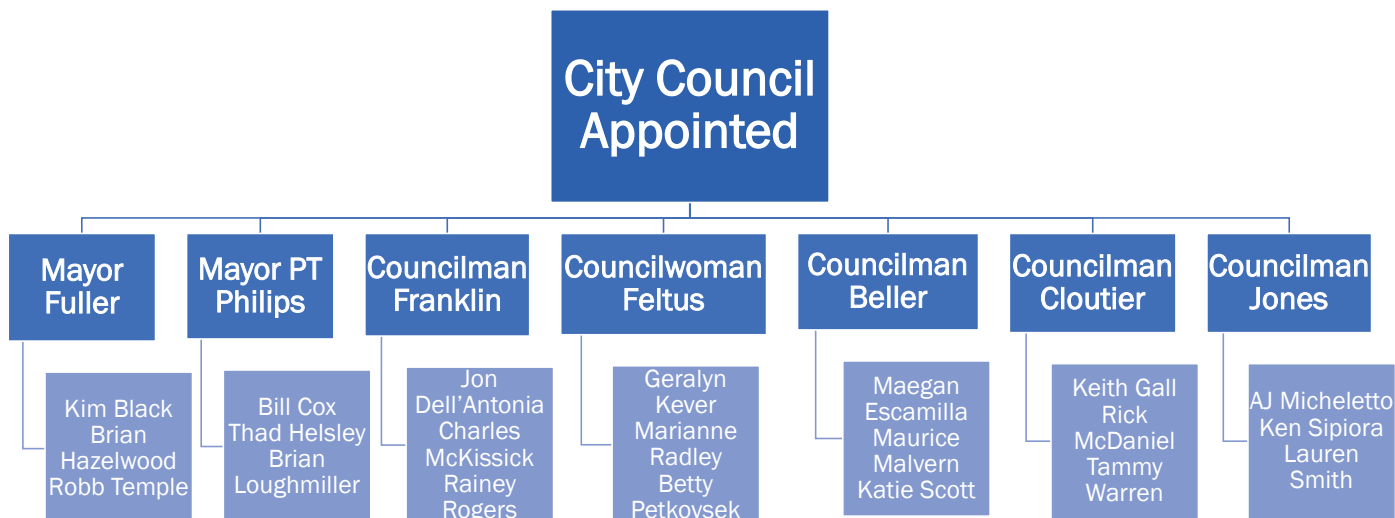 City Council
Appointed
Mayor
Fuller
Mayor PT
Philips
Councilman
Franklin
Councilwoman
Feltus
Councilman
Beller
Councilman
Cloutier
Councilman
Jones
Kim Black
Brian
Hazelwood
Robb Temple
Bill Cox
Thad Helsley
Brian
Loughmiller
Jon
Dell’Antonia
Charles
McKissick
Rainey
Rogers
Geralyn
Kever
Marianne
Radley
Betty
Petkovsek
Maegan
Escamilla
Maurice
Malvern
Katie Scott
Keith Gall
Rick
McDaniel
Tammy
Warren
AJ Micheletto
Ken Sipiora
Lauren
Smith